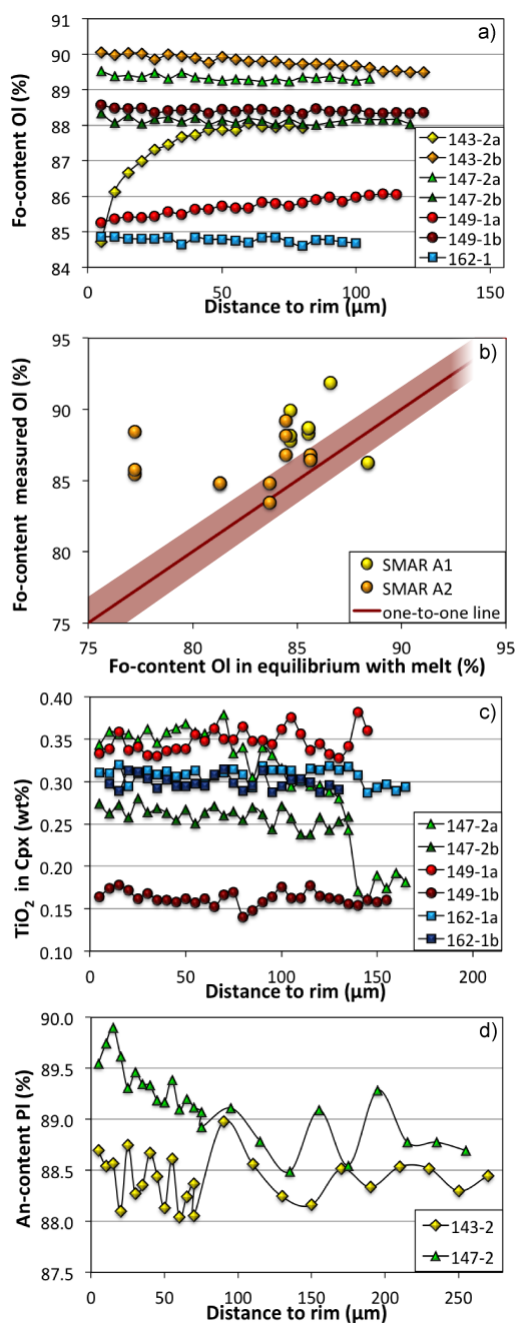 a)
Fo-content Ol (%)
91
90
89
88
87
86
85
84
0
50
100
150
Distance to rim (µm)
143-2a
143-2b
147-2a
147-2b
149-1a
149-1b
162-1
b)
Fo-content measured Ol (%)
95
90
85
80
75
75
80
85
90
95
Fo-content Ol in equilibrium with melt (%)
SMAR A1
SMAR A2
one-to-one line
c)
TiO₂ in Cpx (wt%)
0.40
0.35
0.30
0.25
0.20
0.15
0.10
0
50
100
150
200
Distance to rim (µm)
147-2a
147-2b
149-1a
149-1b
162-1a
162-1b
d)
An-content Pl (%)
90.0
89.5
89.0
88.5
88.0
87.5
0
50
100
150
200
250
Distance to rim (µm)
143-2
147-2